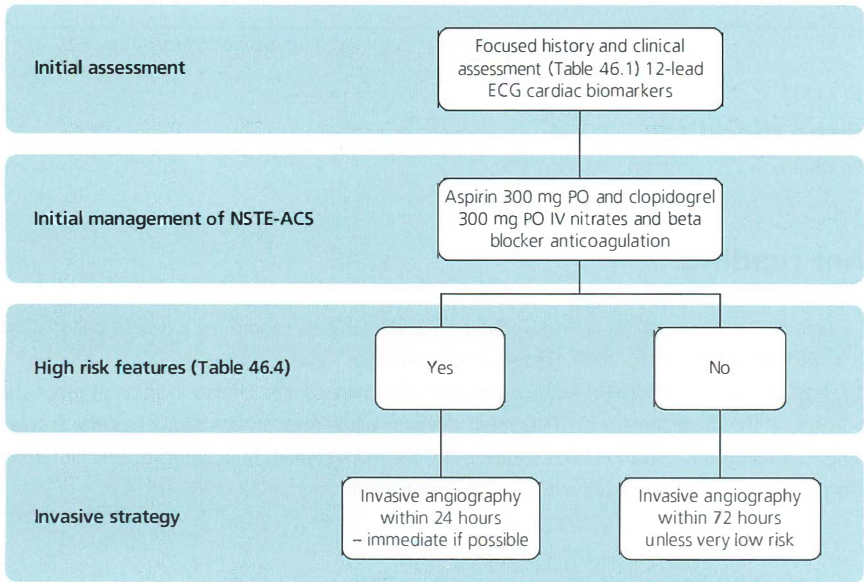 Initial assessment
Focused history and clinical
assessment (Table 46.1) 12-lead
ECG cardiac biomarkers
Initial management of NSTE-ACS
Aspirin 300 mg PO and clopidogrel
300 mg PO IV nitrates and beta
blocker anticoagulation
High risk features (Table 46.4)
Yes
No
Invasive strategy
Invasive angiography
within 24 hours
– immediate if possible
Invasive angiography
within 72 hours
unless very low risk